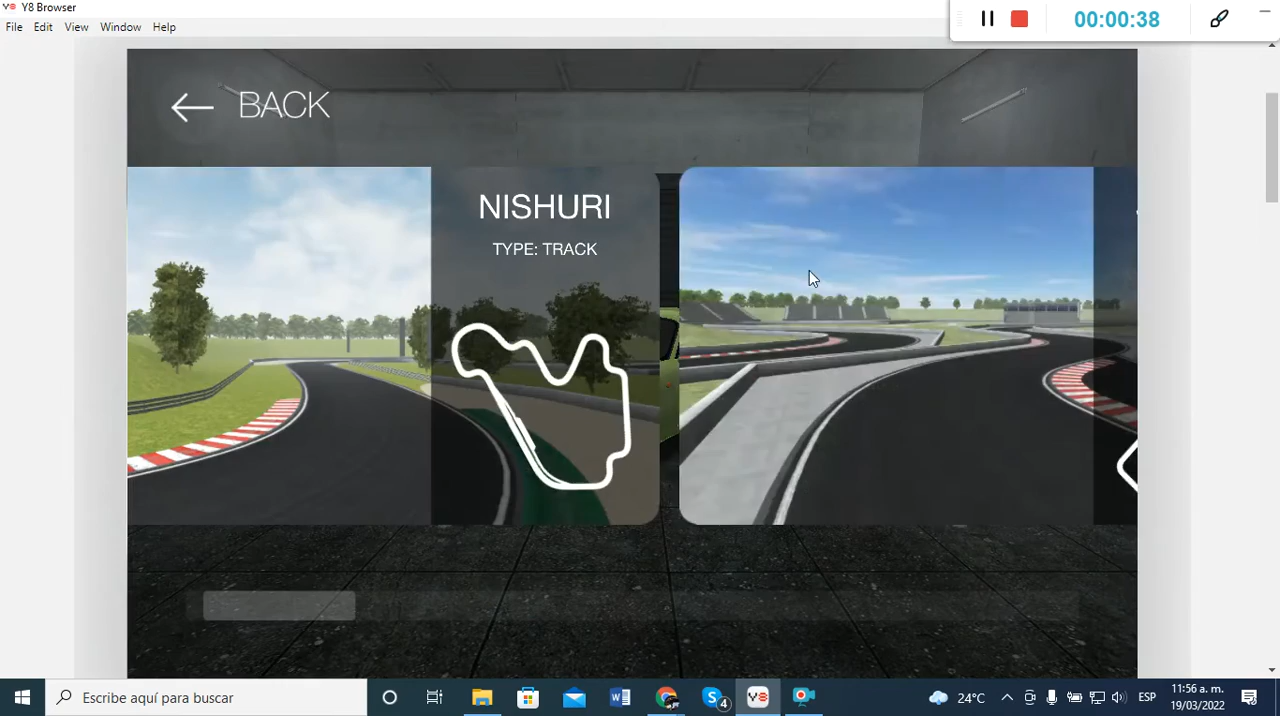 Y8 Browser
File Edit View Window Help
00:00:38
BACK
NISHURI
TYPE: TRACK
Escribe aquí para buscar
4
24°C
ESP
11:56 a. m.
19/03/2022